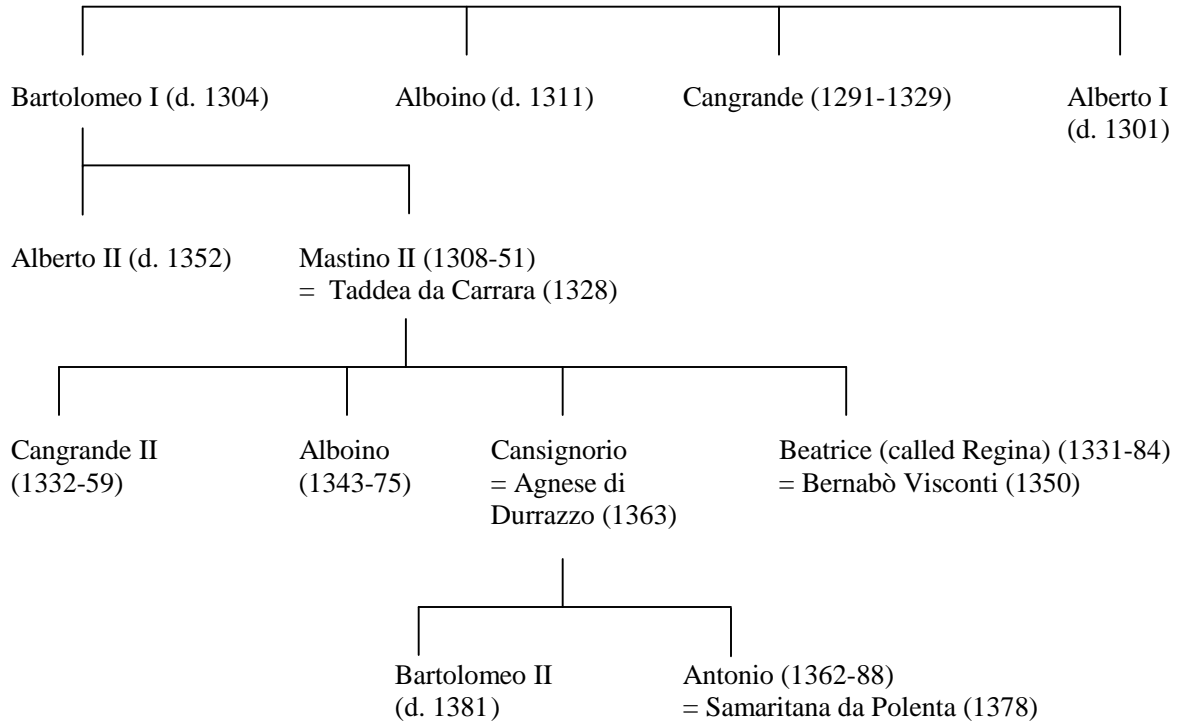 Bartolomeo I (d. 1304)
Alboino (d. 1311)
Cangrande (1291-1329)
Alberto I
(d. 1301)
Alberto II (d. 1352)
Mastino II (1308-51)
= Taddea da Carrara (1328)
Cangrande II
(1332-59)
Alboino
(1343-75)
Cansignorio
= Agnese di
Durrazzo (1363)
Beatrice (called Regina) (1331-84)
= Bernabò Visconti (1350)
Bartolomeo II
(d. 1381)
Antonio (1362-88)
= Samaritana da Polenta (1378)